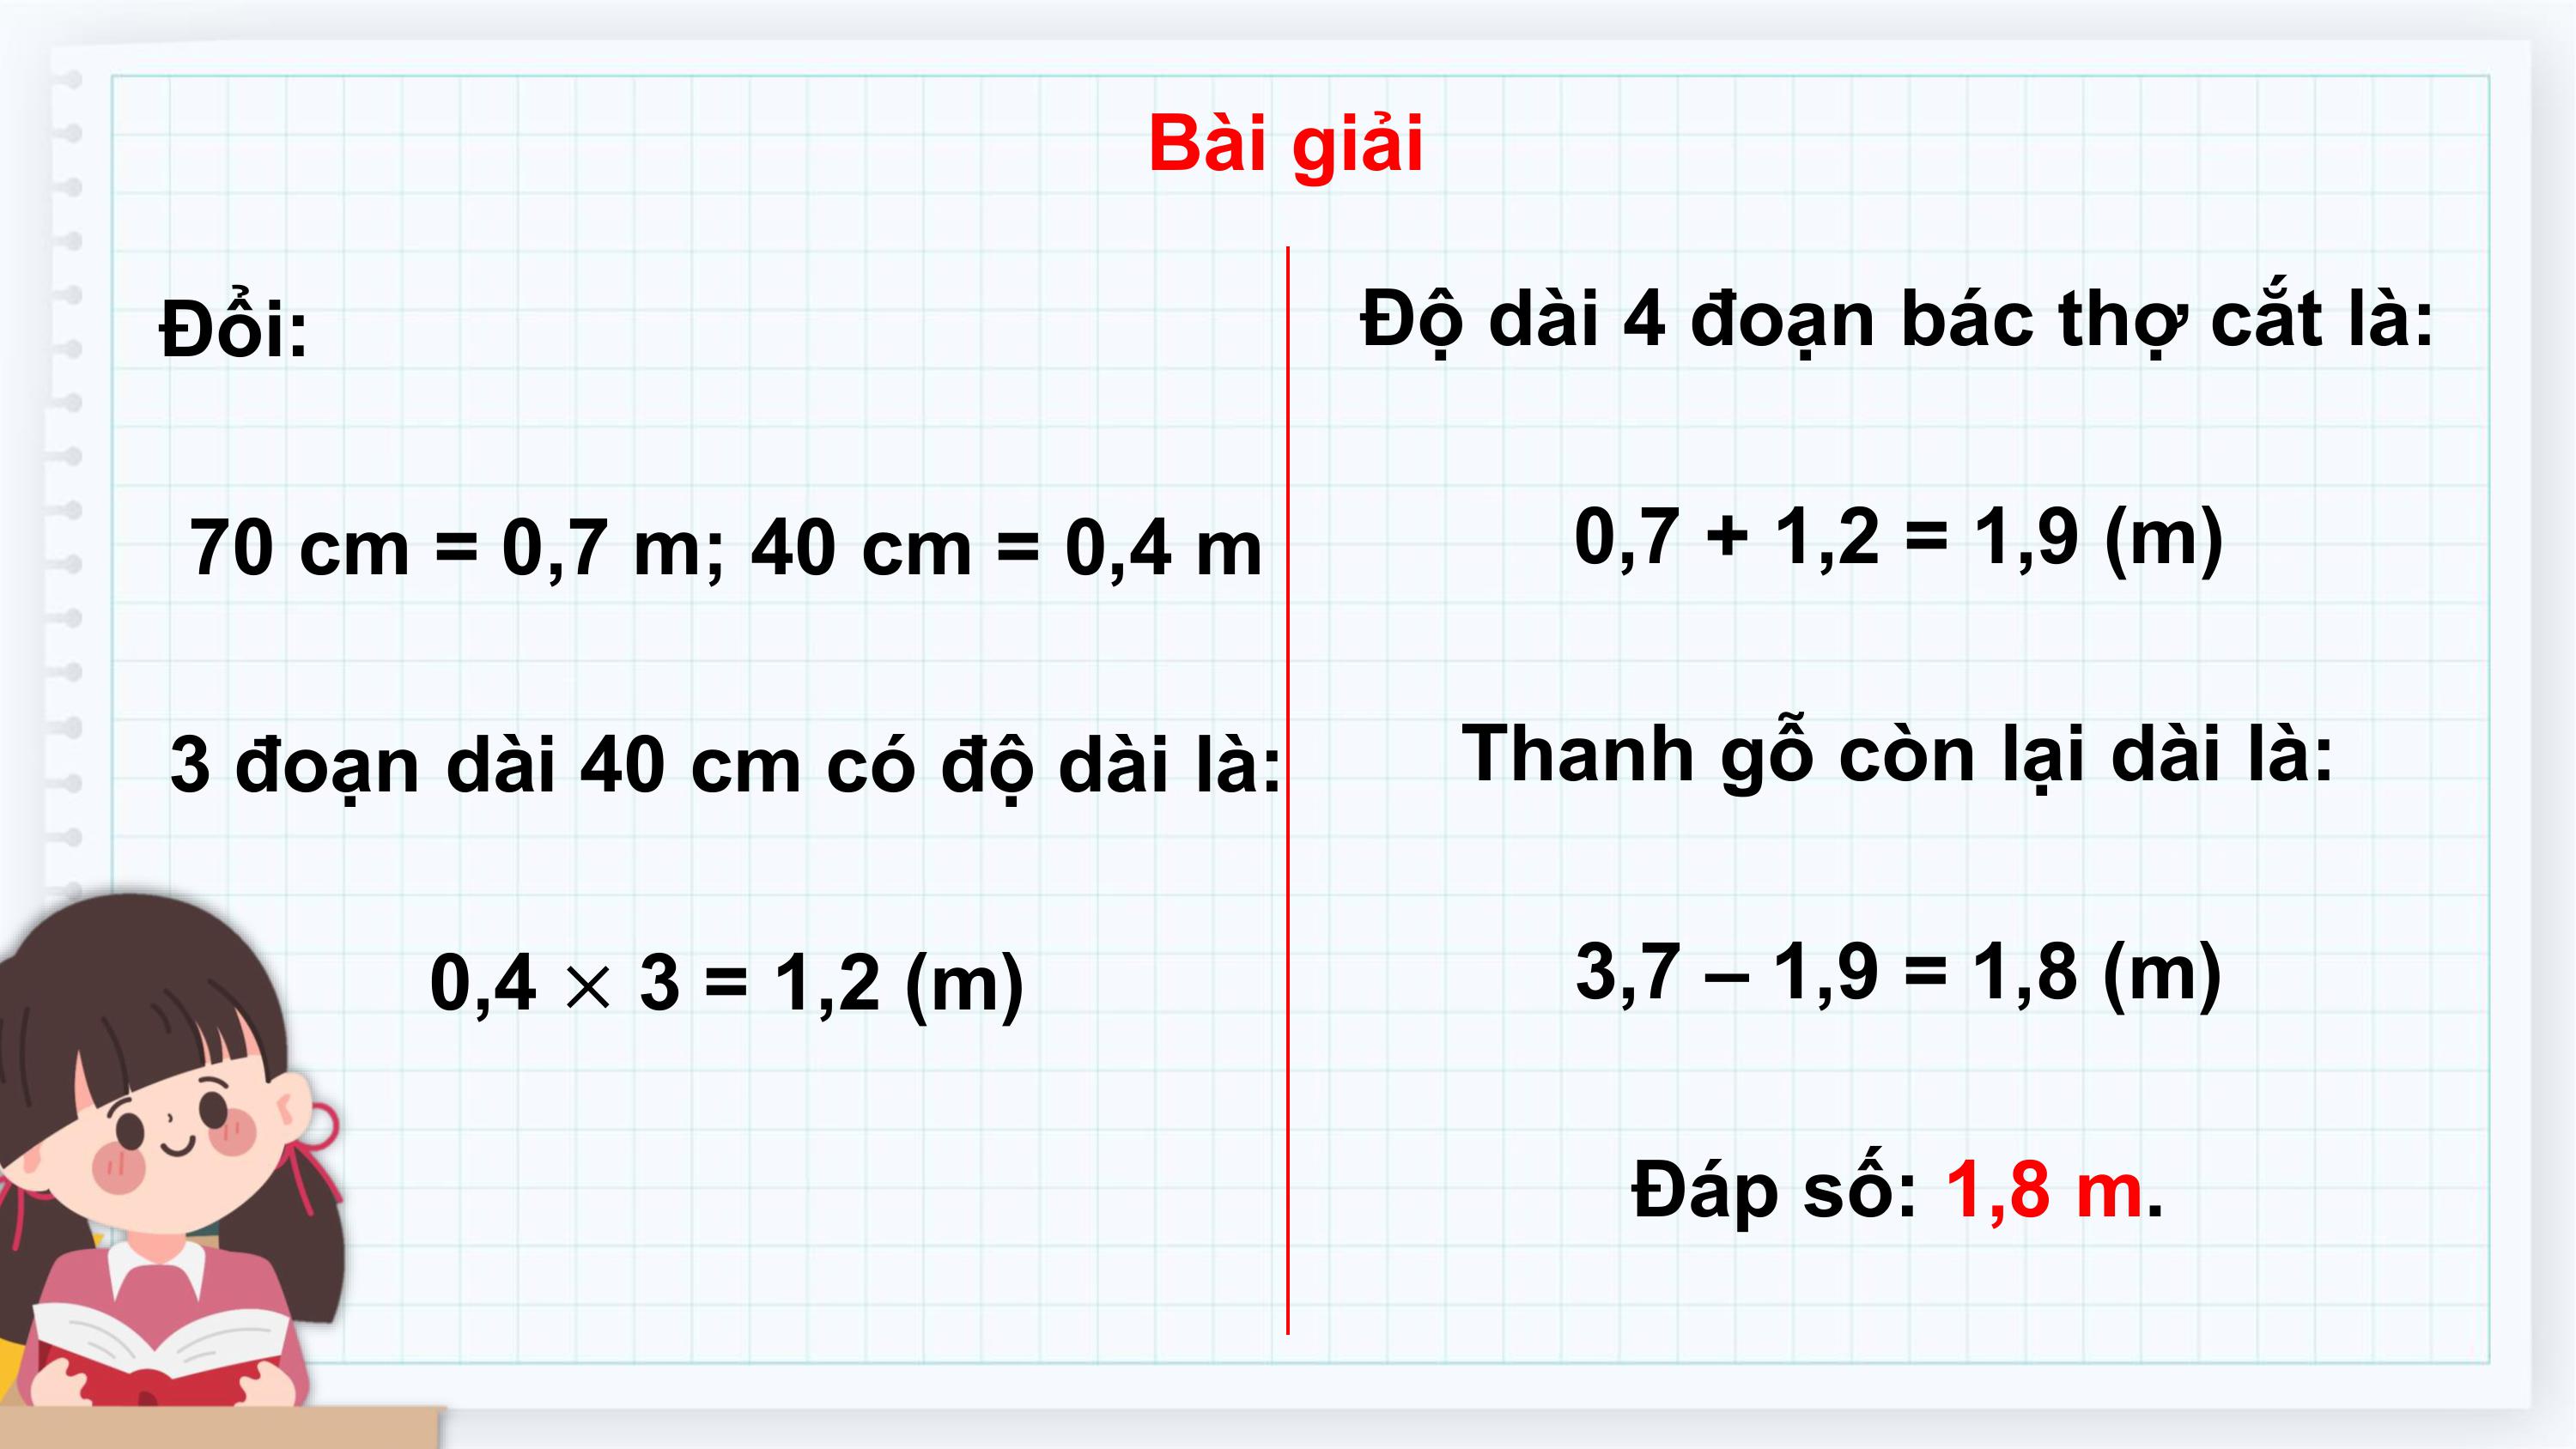 Bài giải
Đổi:
70 cm = 0,7 m; 40 cm = 0,4 m
3 đoạn dài 40 cm có độ dài là:
0,4 × 3 = 1,2 (m)
Độ dài 4 đoạn bác thợ cắt là:
0,7 + 1,2 = 1,9 (m)
Thanh gỗ còn lại dài là:
3,7 – 1,9 = 1,8 (m)
Đáp số: 1,8 m.